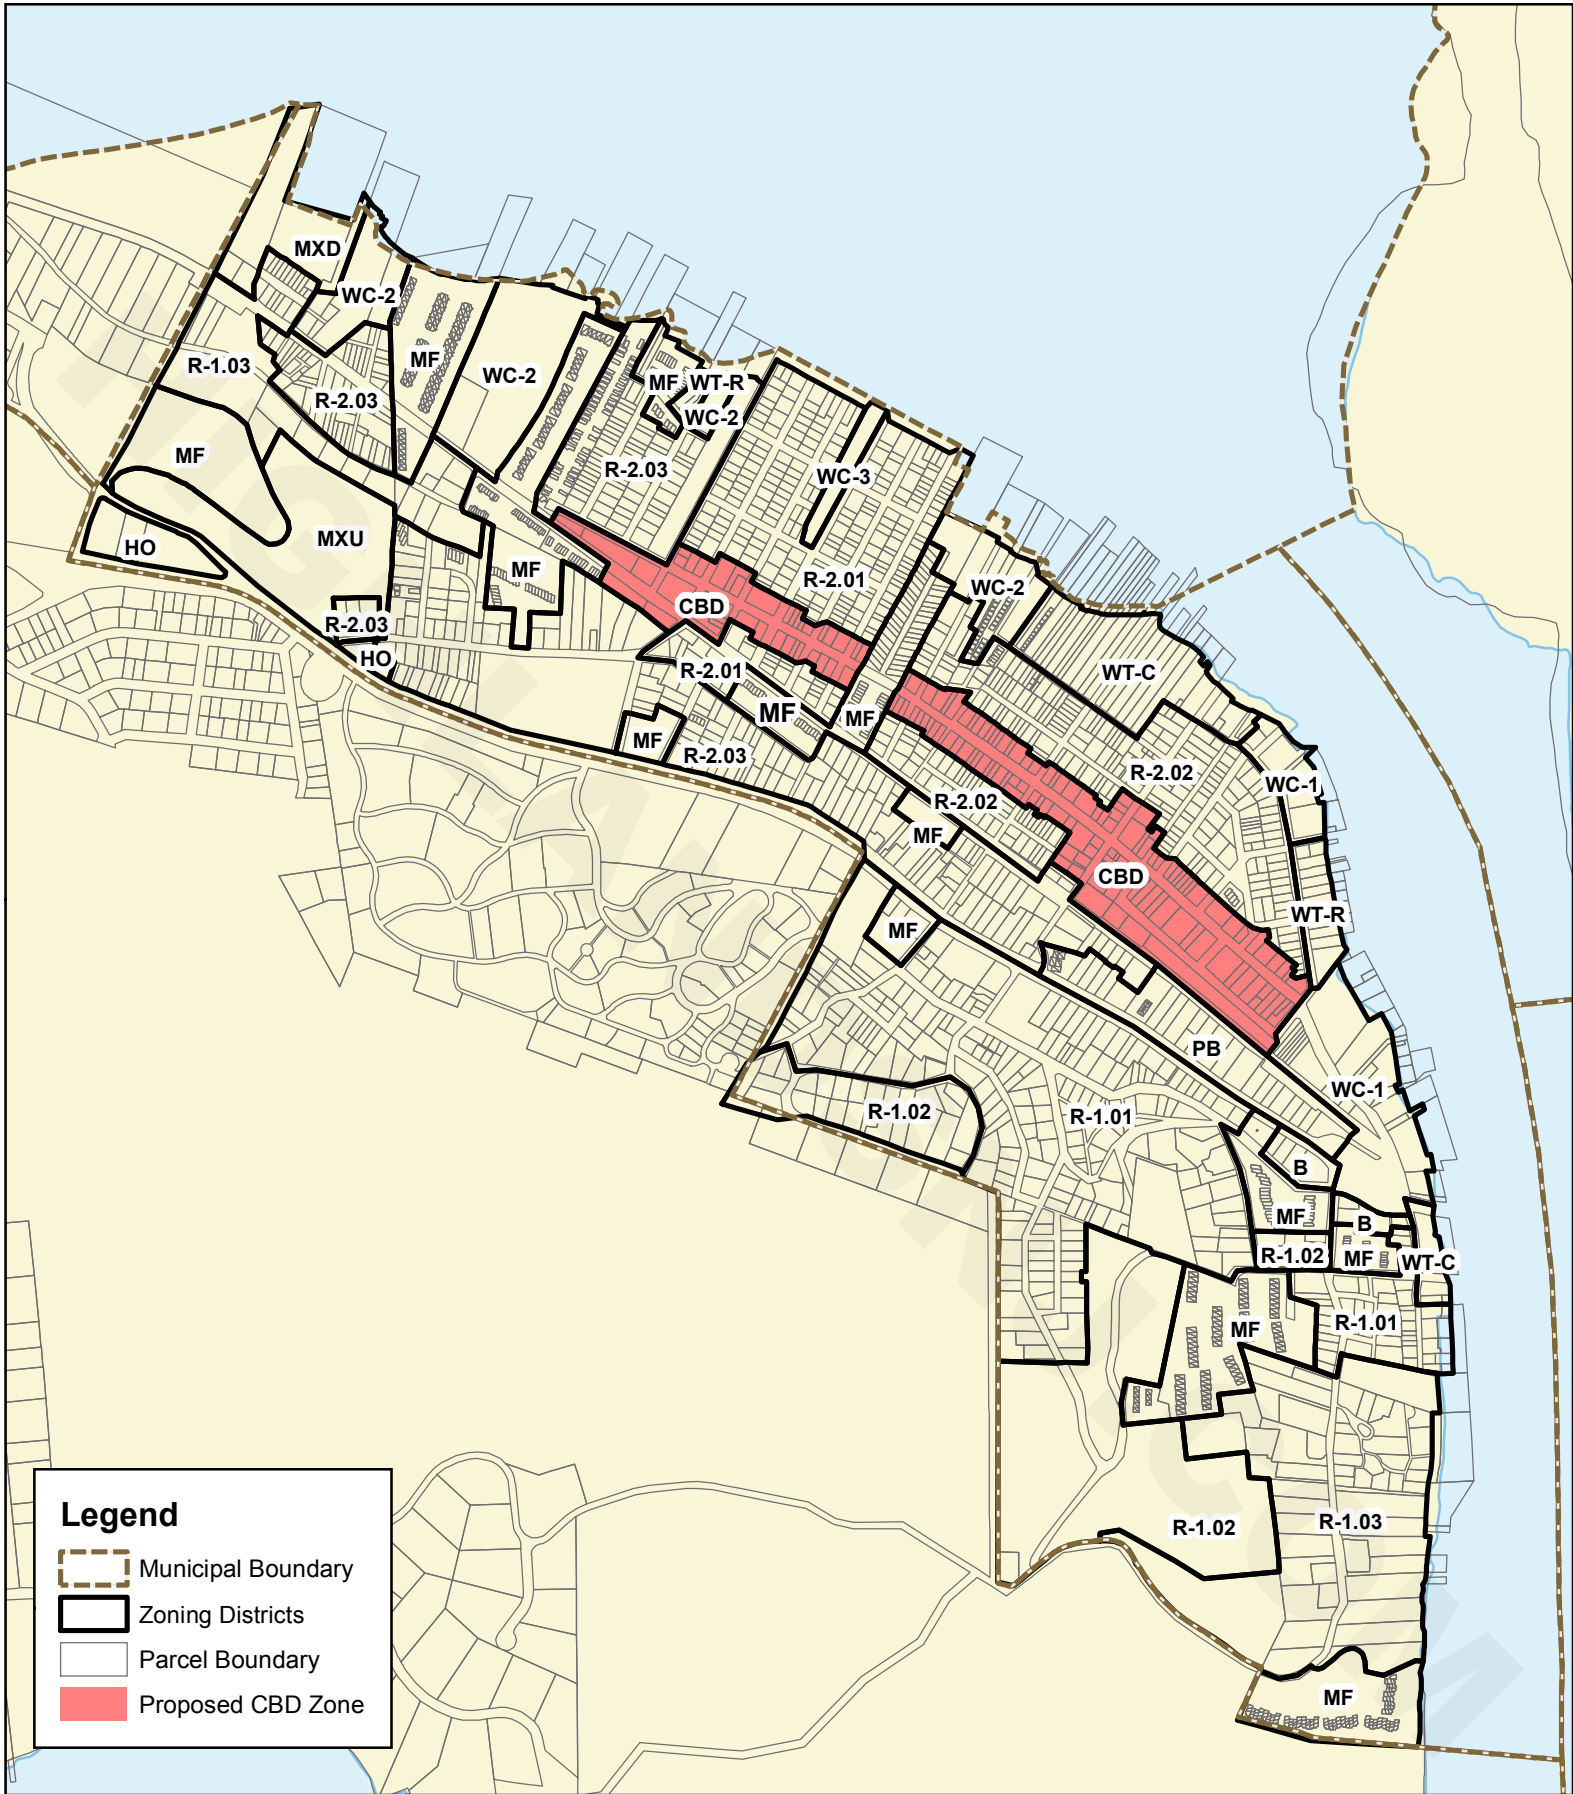 MXD
WC-2
R-1.03
MF
WC-2
R-2.03
MF
WT-R
WC-2
MF
R-2.03
WC-3
HO
MXU
MF
R-2.01
WC-2
CBD
R-2.03
HO
R-2.01
WT-C
MF
MF
MF
R-2.03
R-2.02
WC-1
R-2.02
MF
CBD
MF
WT-R
PB
WC-1
R-1.02
R-1.01
B
MF
B
R-1.02
MF
WT-C
MF
R-1.01
R-1.02
R-1.03
MF
Legend
Municipal Boundary
Zoning Districts
Parcel Boundary
Proposed CBD Zone